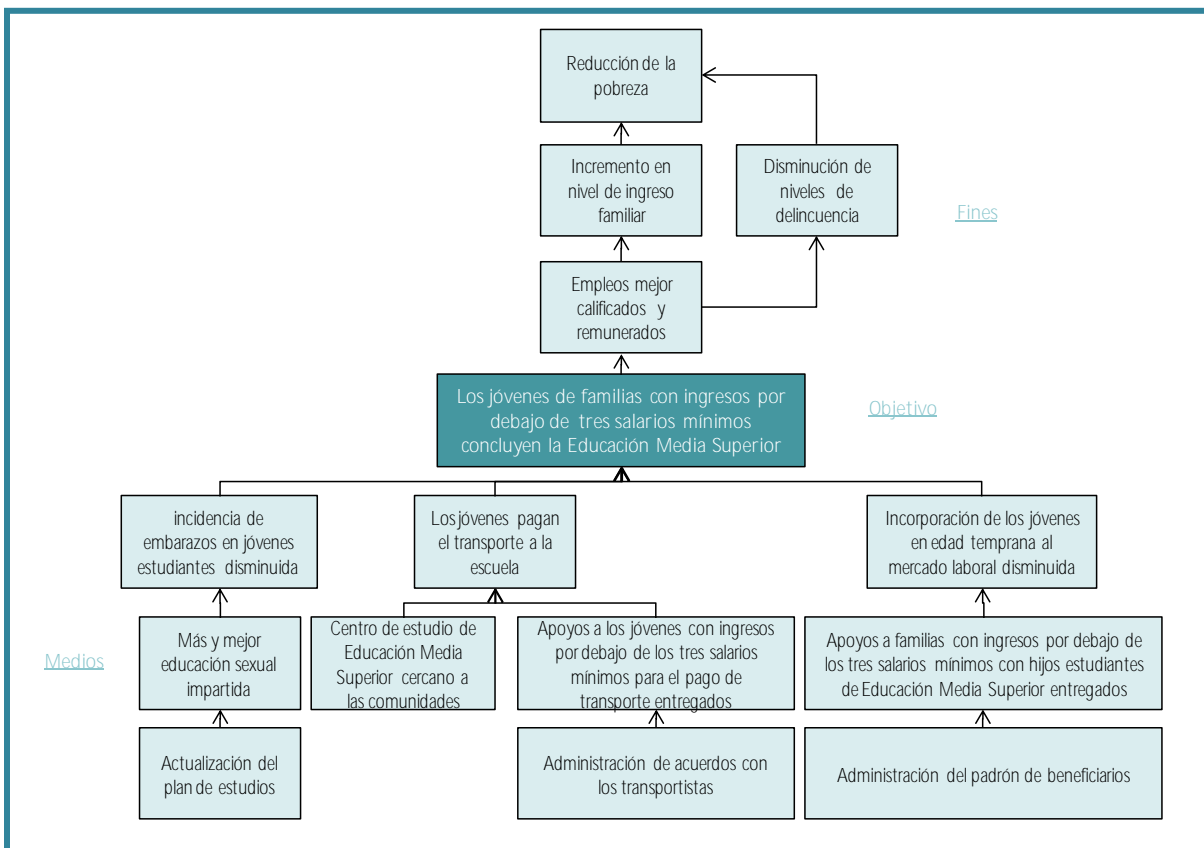 Reducción de la
pobreza
Incremento en
nivel de ingreso
familiar
Disminución de
niveles de
delincuencia
Fines
Empleos mejor
calificados y
remunerados
Los jóvenes de familias con ingresos por
debajo de tres salarios mínimos
concluyen la Educación Media Superior
Objetivo
incidencia de
embarazos en jóvenes
estudiantes disminuida
Los jóvenes pagan
el transporte a la
escuela
Incorporación de los jóvenes
en edad temprana al
mercado laboral disminuida
Medios
Más y mejor
educación sexual
impartida
Centro de estudio de
Educación Media
Superior cercano a
las comunidades
Apoyos a los jóvenes con ingresos
por debajo de los tres salarios
mínimos para el pago de
transporte entregados
Apoyos a familias con ingresos por debajo de
los tres salarios mínimos con hijos estudiantes
de Educación Media Superior entregados
Actualización del
plan de estudios
Administración de acuerdos con
los transportistas
Administración del padrón de beneficiarios